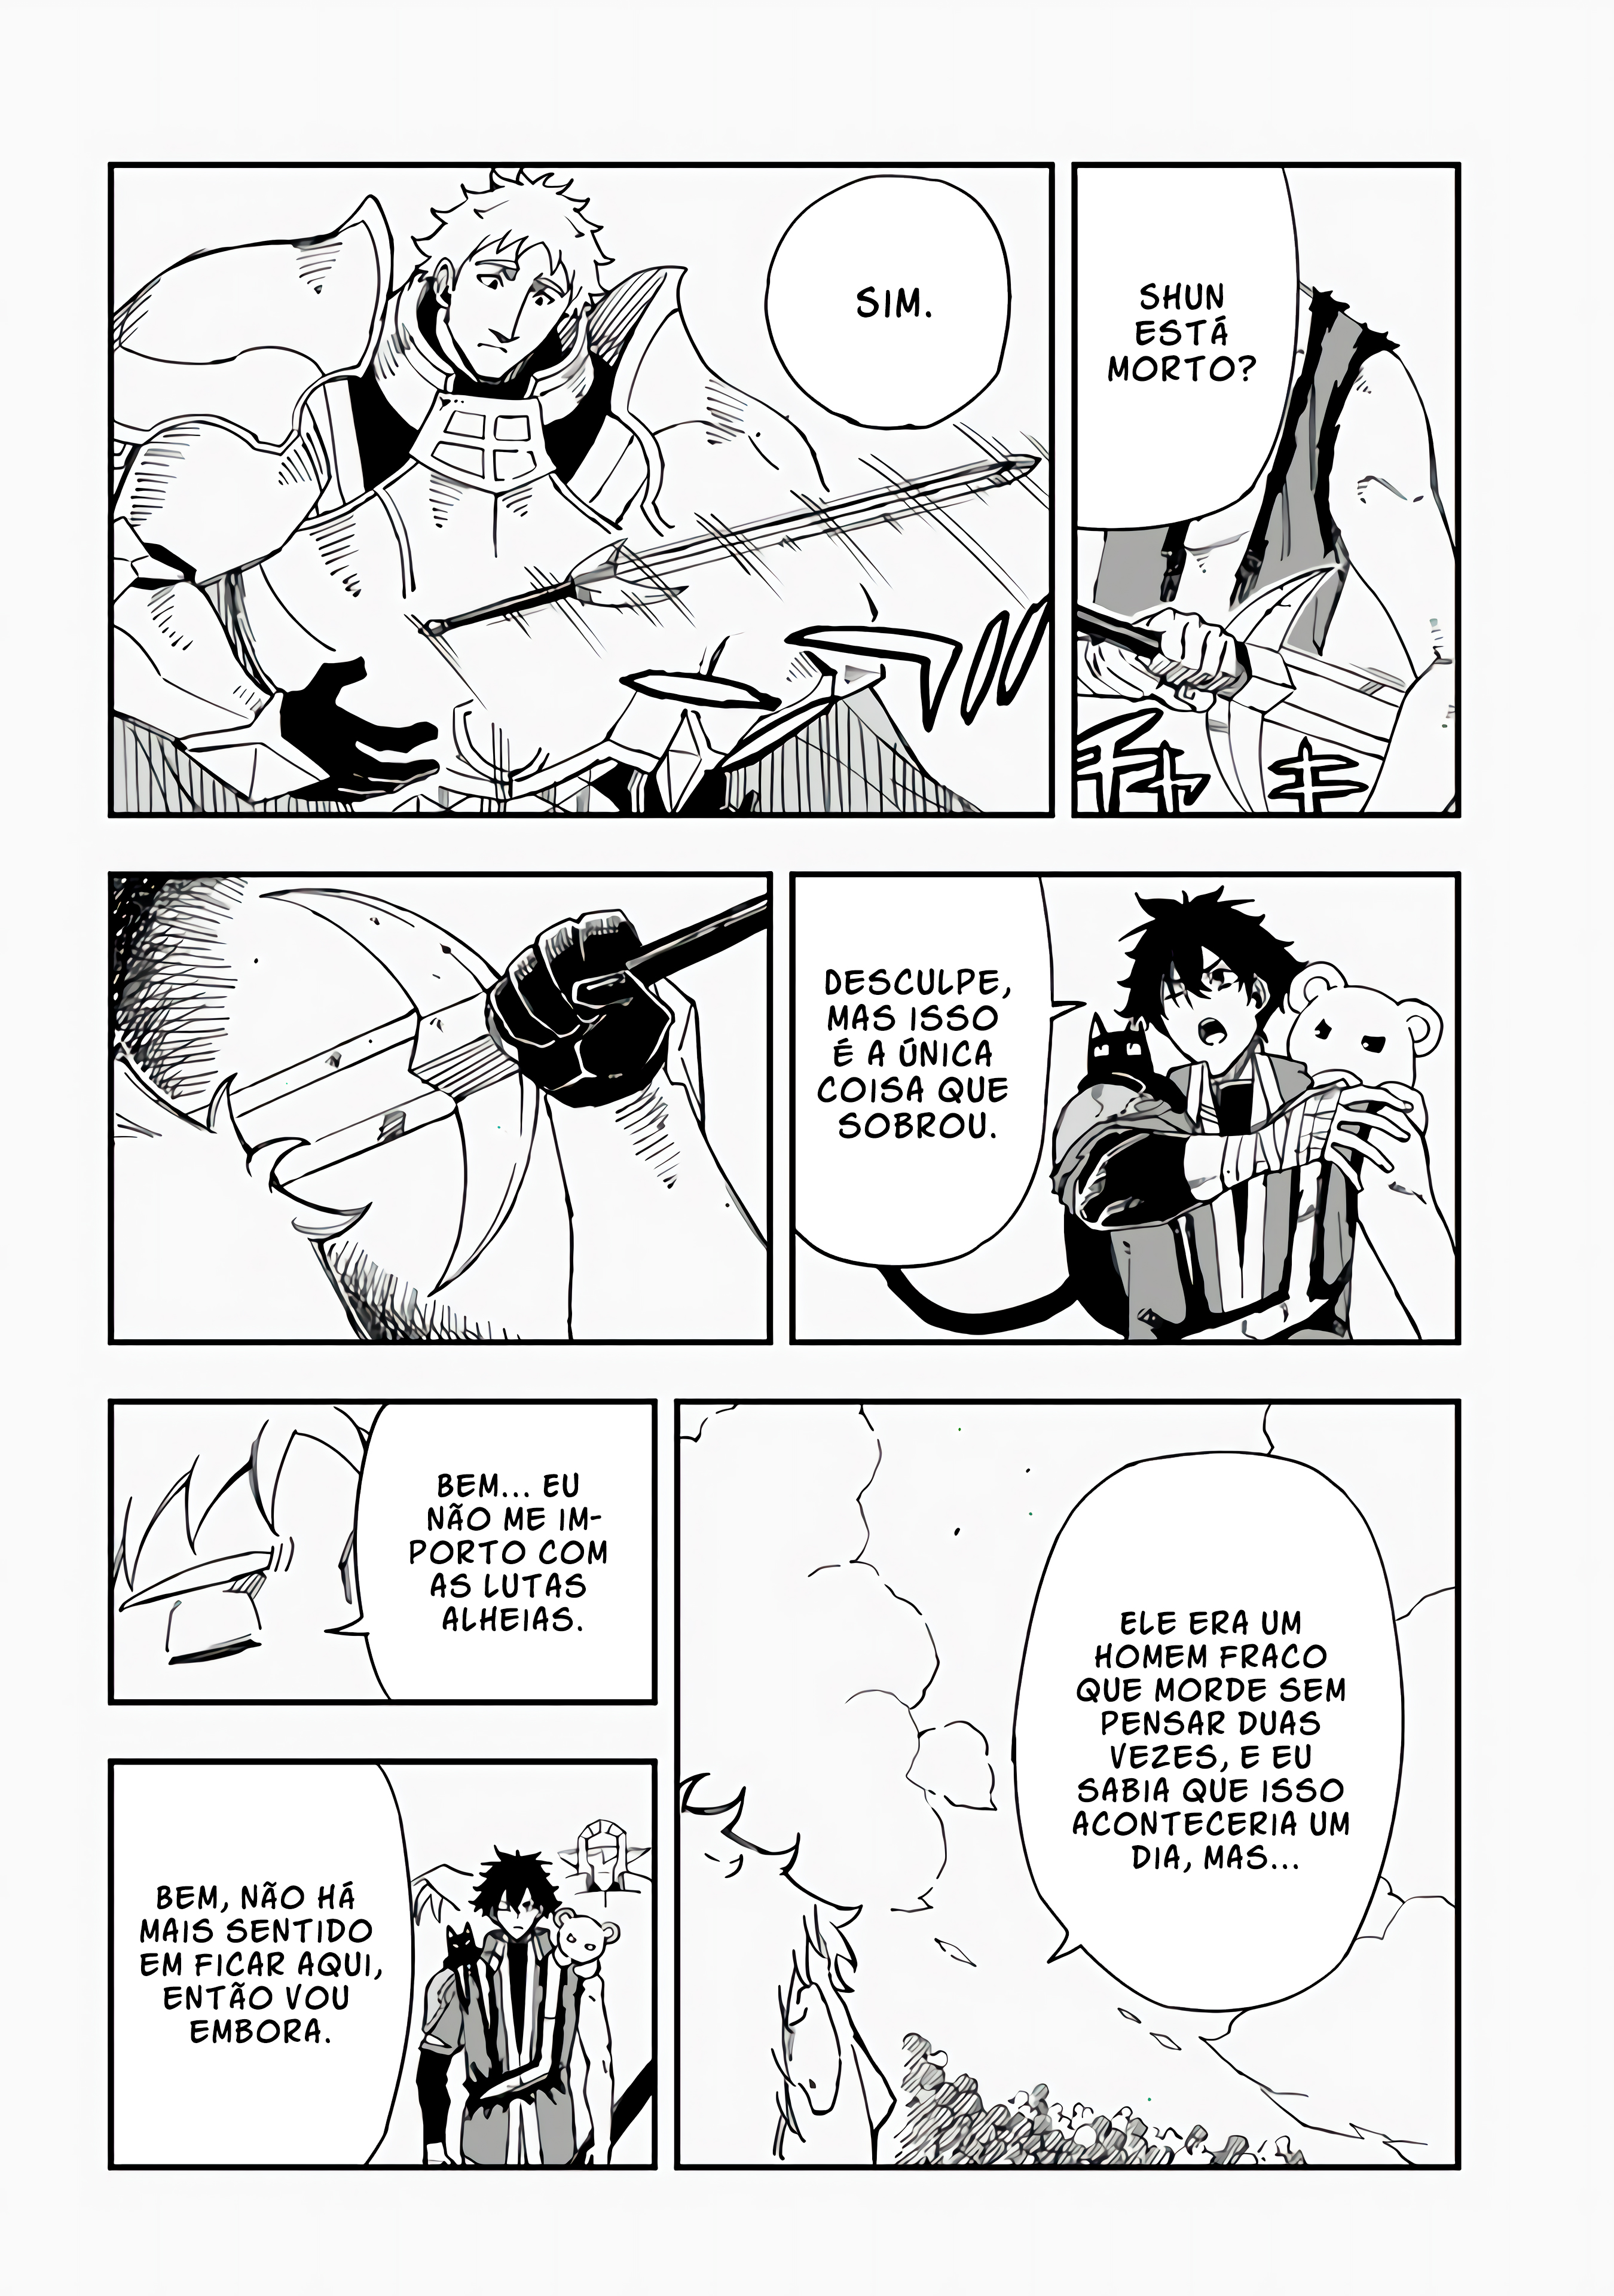 SHUN
ESTÁ
MORTO?
SIM.
DESCULPE,
MAS ISSO
É A ÚNICA
COISA QUE
SOBROU.
ELE ERA UM
HOMEM FRACO
QUE MORDE SEM
PENSAR DUAS
VEZES, E EU
SABIA QUE ISSO
ACONTECERIA UM
DIA, MAS...
BEM... EU
NÃO ME IM-
PORTO COM
AS LUTAS
ALHEIAS.
BEM, NÃO HÁ
MAIS SENTIDO
EM FICAR AQUI,
ENTÃO VOU
EMBORA.